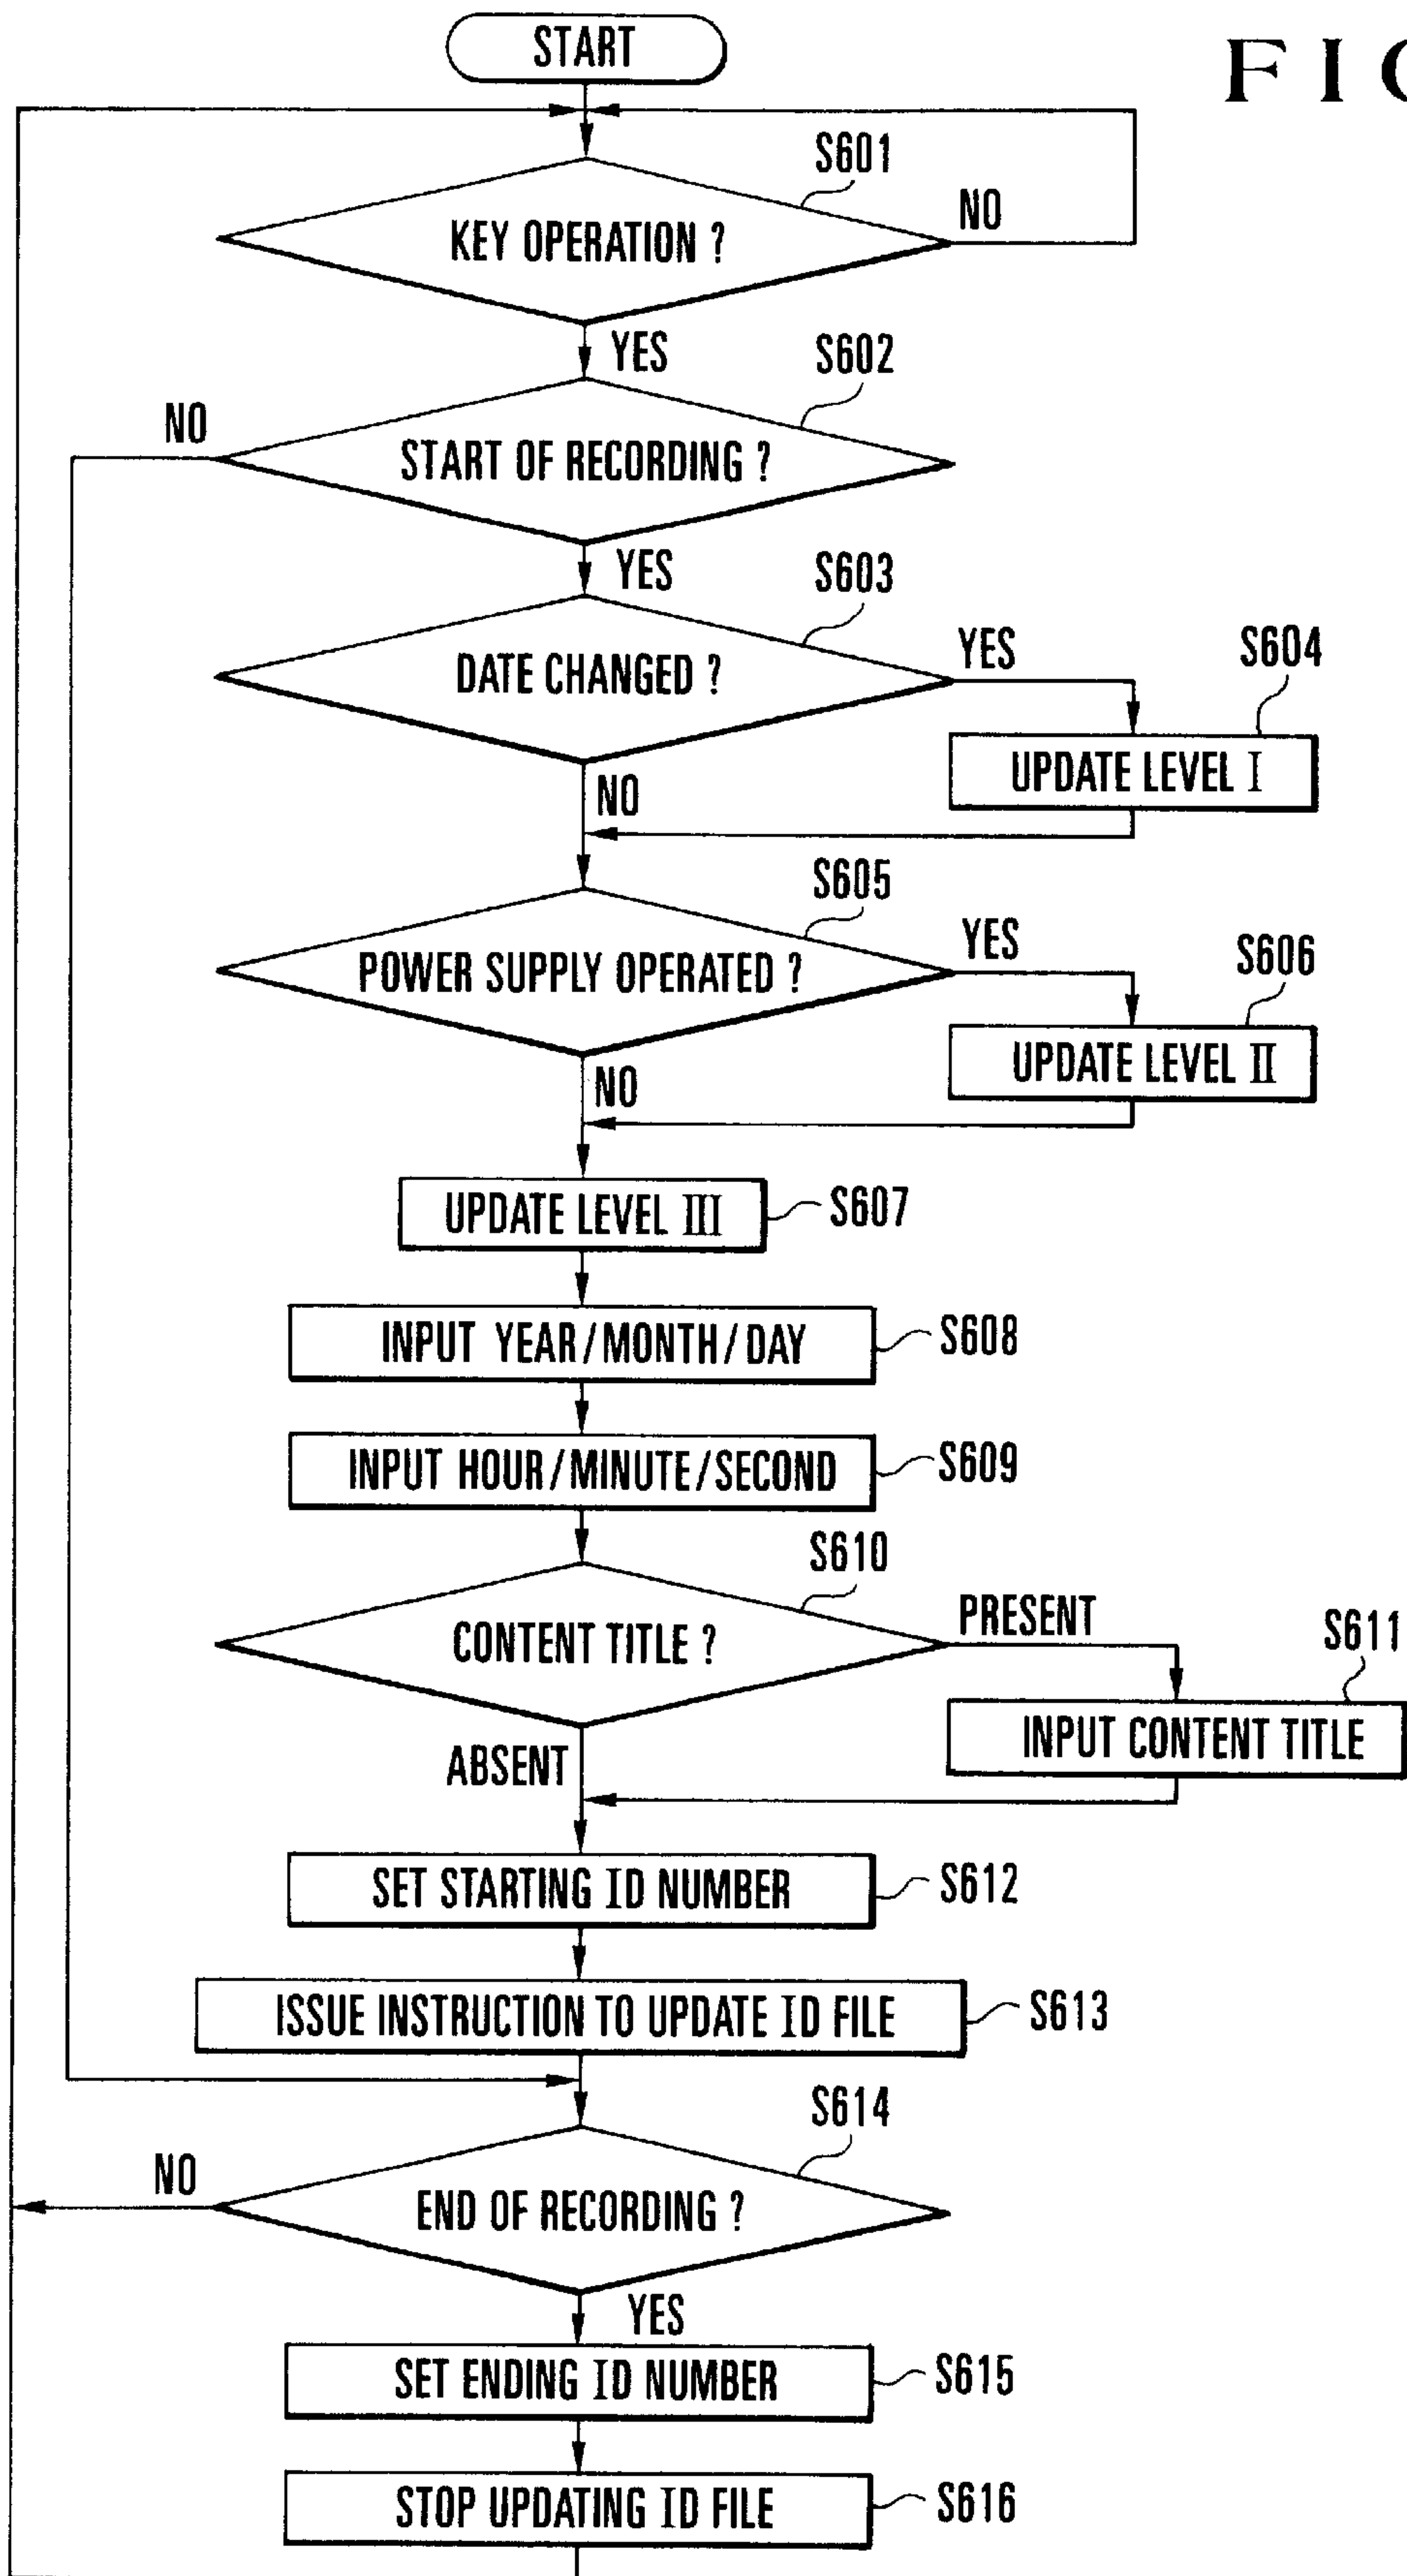 START
FIG
S601
KEY OPERATION ?
NO
YES
S602
NO
START OF RECORDING ?
YES
S603
DATE CHANGED ?
YES
S604
UPDATE LEVEL I
NO
S605
POWER SUPPLY OPERATED ?
YES
S606
UPDATE LEVEL II
NO
UPDATE LEVEL III
S607
INPUT YEAR/MONTH/DAY
S608
INPUT HOUR/MINUTE/SECOND
S609
S610
CONTENT TITLE ?
PRESENT
S611
INPUT CONTENT TITLE
ABSENT
SET STARTING ID NUMBER
S612
ISSUE INSTRUCTION TO UPDATE ID FILE
S613
S614
NO
END OF RECORDING ?
YES
SET ENDING ID NUMBER
S615
STOP UPDATING ID FILE
S616